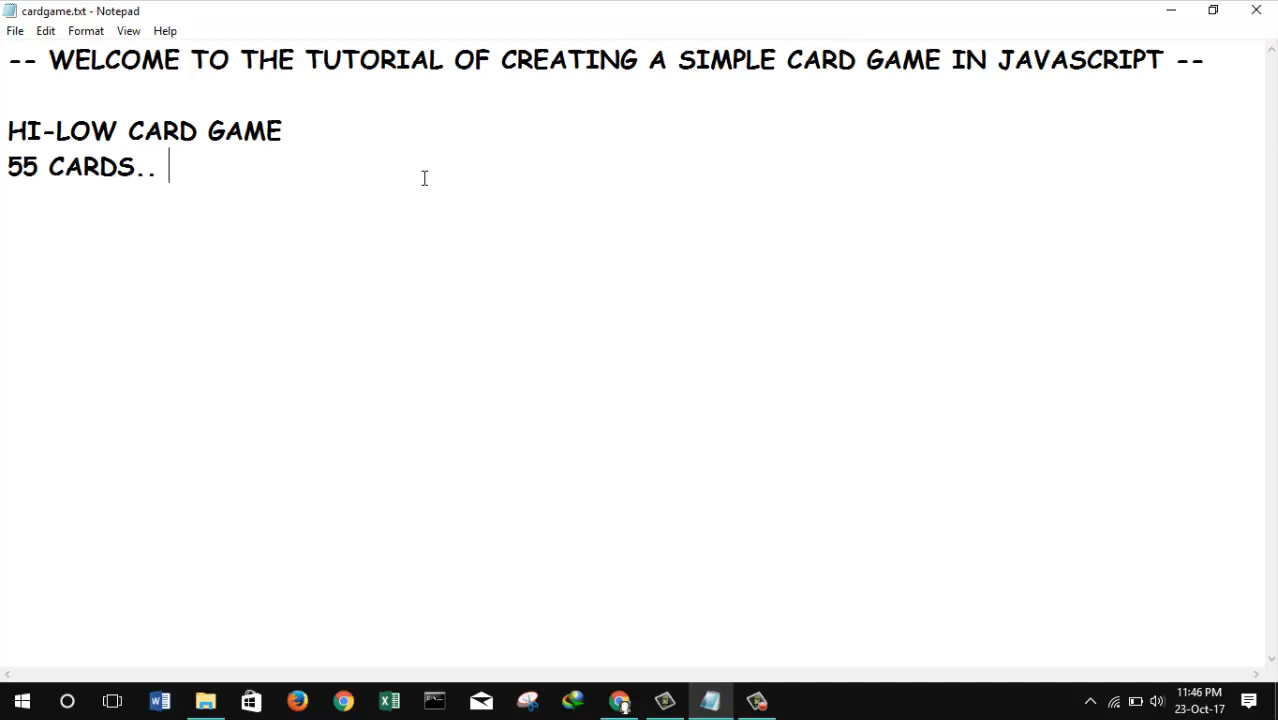 cardgame.txt - Notepad
File Edit Format View Help
-- WELCOME TO THE TUTORIAL OF CREATING A SIMPLE CARD GAME IN JAVASCRIPT --
HI-LOW CARD GAME
55 CARDS..
11:46 PM
23-Oct-17